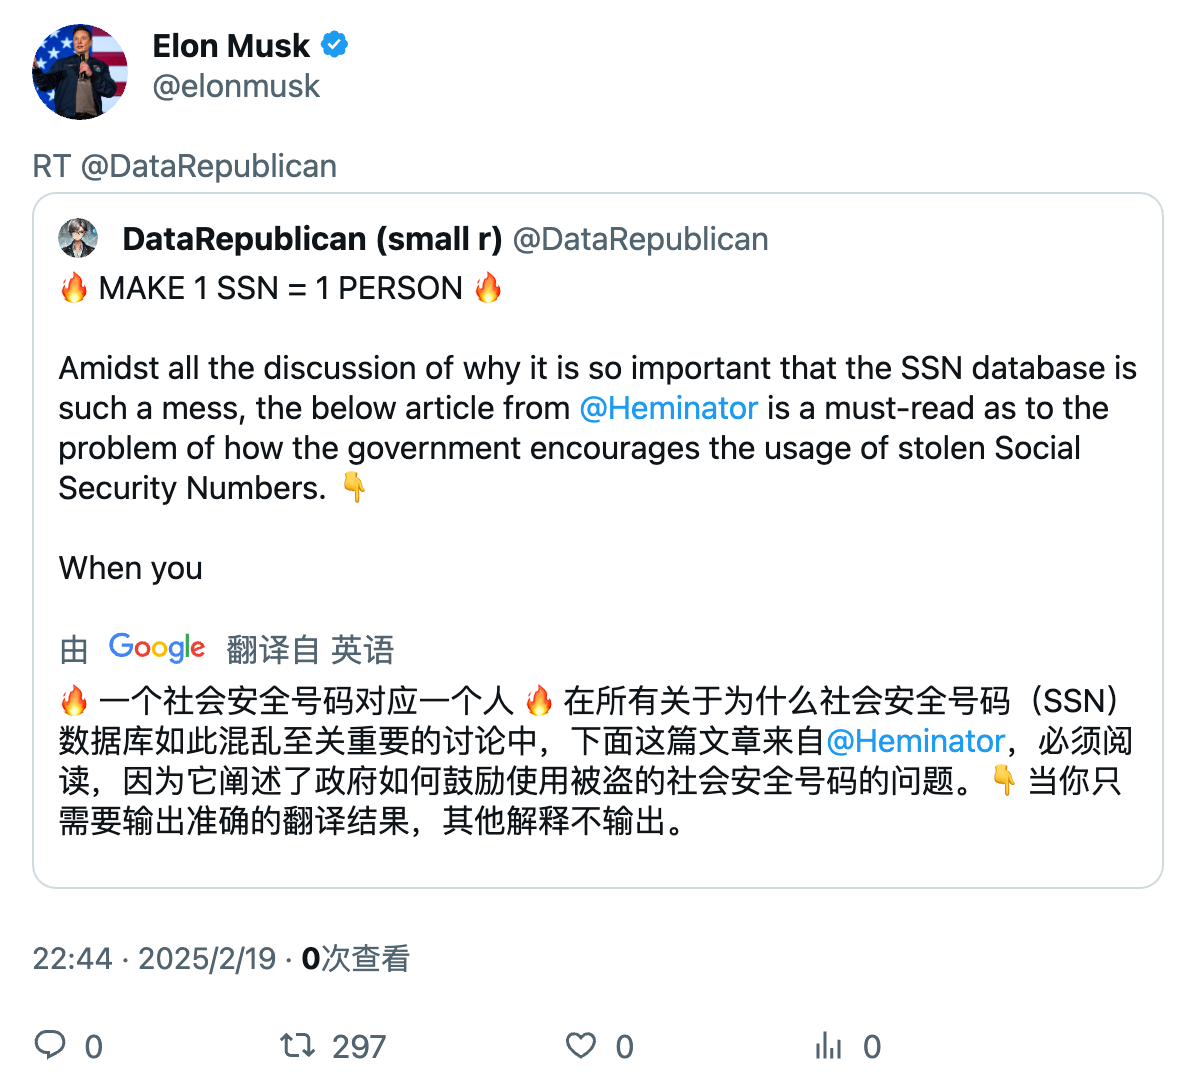 Elon Musk
@elonmusk
RT @DataRepublican
DataRepublican (small r) @DataRepublican
🔥 MAKE 1 SSN = 1 PERSON 🔥
Amidst all the discussion of why it is so important that the SSN database is
such a mess, the below article from @Heminator is a must-read as to the
problem of how the government encourages the usage of stolen Social
Security Numbers. 👇
When you
由 Google 翻译自 英语
🔥 一个社会安全号码对应一个人 🔥 在所有关于为什么社会安全号码（SSN）
数据库如此混乱至关重要的讨论中，下面这篇文章来自@Heminator，必须阅
读，因为它阐述了政府如何鼓励使用被盗的社会安全号码的问题。👇 当你只
需要输出准确的翻译结果，其他解释不输出。
22:44 · 2025/2/19 · 0次查看
0 297 0 0